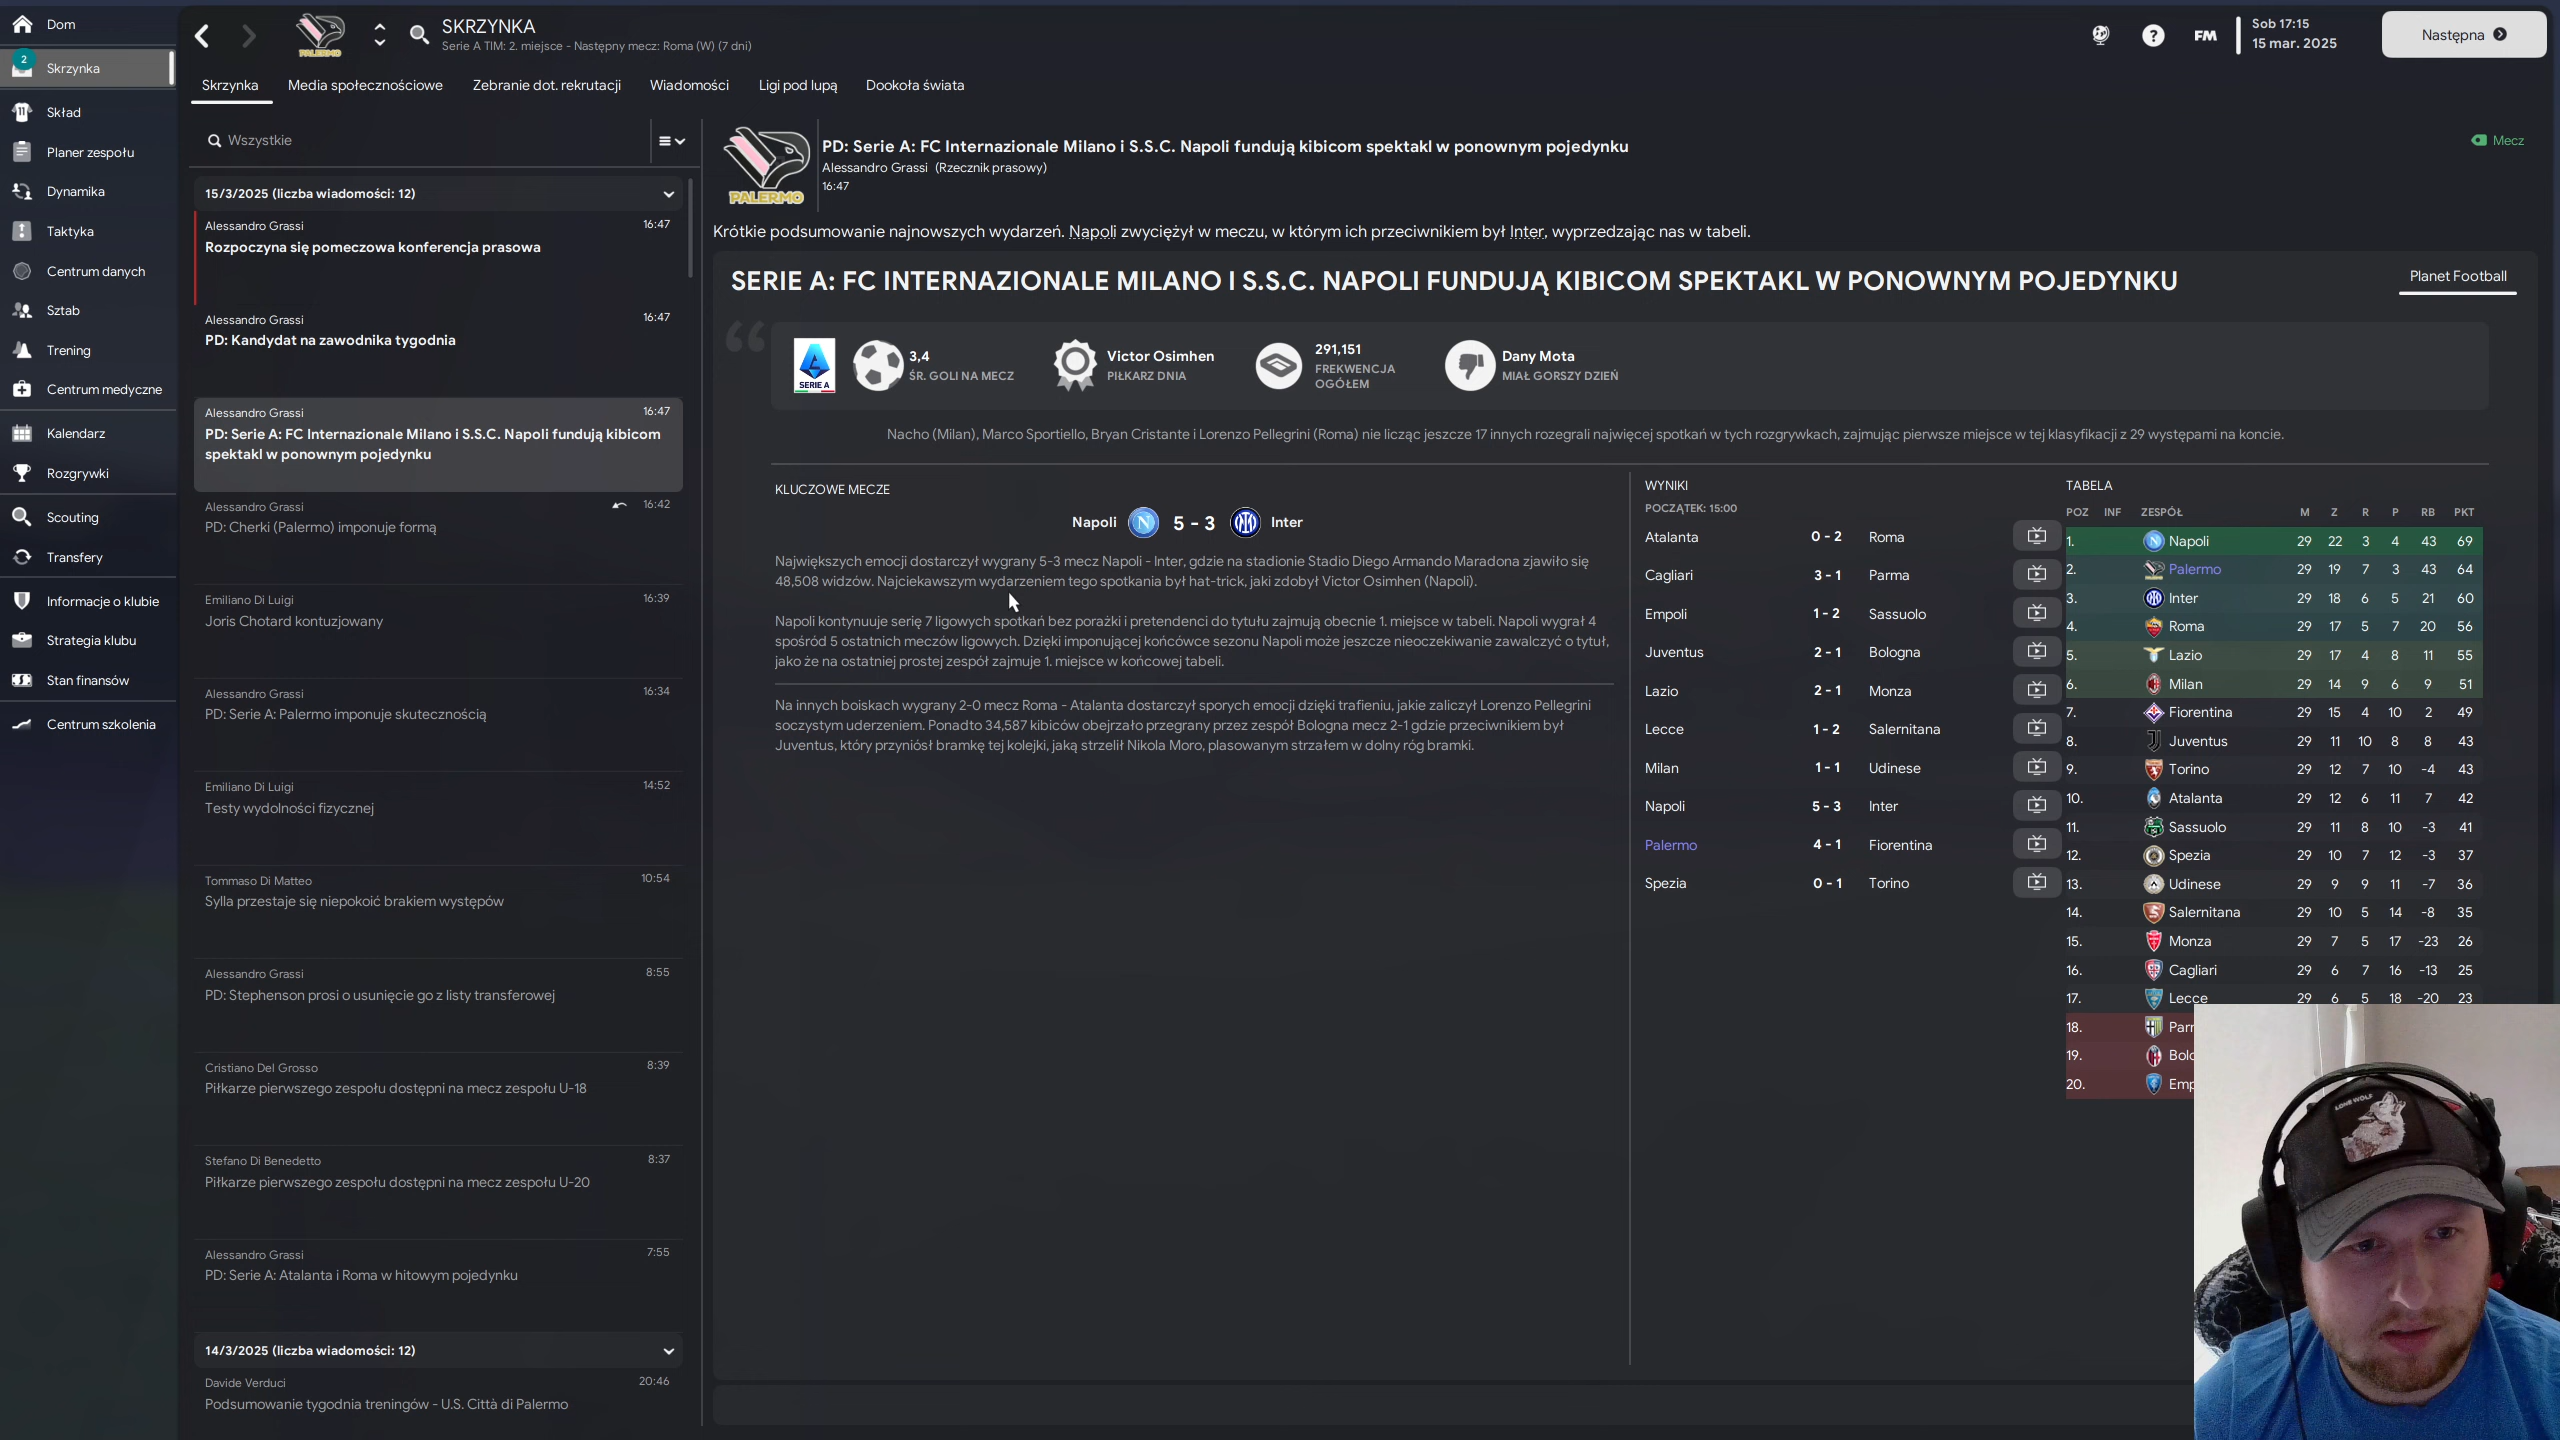 Dom
2
Skrzynka
Skład
Planer zespołu
Dynamika
Taktyka
Centrum danych
Sztab
Trening
Centrum medyczne
Kalendarz
Rozgrywki
Scouting
Transfery
Informacje o klubie
Strategia klubu
Stan finansów
Centrum szkolenia
PALERMO
SKRZYNKA
Serie A TIM: 2. miejsce - Następny mecz: Roma (W) (7 dni)
FM
Sob 17:15
15 mar. 2025
Następna
Skrzynka Media społecznościowe Zebranie dot. rekrutacji Wiadomości Ligi pod lupą Dookoła świata
Wszystkie
15/3/2025 (liczba wiadomości: 12)
Alessandro Grassi 16:47
Rozpoczyna się pomeczowa konferencja prasowa
Alessandro Grassi 16:47
PD: Kandydat na zawodnika tygodnia
Alessandro Grassi 16:47
PD: Serie A: FC Internazionale Milano i S.S.C. Napoli fundują kibicom
spektakl w ponownym pojedynku
Alessandro Grassi 16:42
PD: Cherki (Palermo) imponuje formą
Emiliano Di Luigi 16:39
Joris Chotard kontuzjowany
Alessandro Grassi 16:34
PD: Serie A: Palermo imponuje skutecznością
Emiliano Di Luigi 14:52
Testy wydolności fizycznej
Tommaso Di Matteo 10:54
Sylla przestaje się niepokoić brakiem występów
Alessandro Grassi 8:55
PD: Stephenson prosi o usunięcie go z listy transferowej
Cristiano Del Grosso 8:39
Piłkarze pierwszego zespołu dostępni na mecz zespołu U-18
Stefano Di Benedetto 8:37
Piłkarze pierwszego zespołu dostępni na mecz zespołu U-20
Alessandro Grassi 7:55
PD: Serie A: Atalanta i Roma w hitowym pojedynku
14/3/2025 (liczba wiadomości: 12)
Davide Verduci 20:46
Podsumowanie tygodnia treningów - U.S. Città di Palermo
PALERMO
PD: Serie A: FC Internazionale Milano i S.S.C. Napoli fundują kibicom spektakl w ponownym pojedynku
Alessandro Grassi (Rzecznik prasowy)
16:47
Mecz
Krótkie podsumowanie najnowszych wydarzeń. Napoli zwyciężył w meczu, w którym ich przeciwnikiem był Inter, wyprzedzając nas w tabeli.
SERIE A: FC INTERNAZIONALE MILANO I S.S.C. NAPOLI FUNDUJĄ KIBICOM SPEKTAKL W PONOWNYM POJEDYNKU
Planet Football
SERIE A
3,4
ŚR. GOLI NA MECZ
Victor Osimhen
PIŁKARZ DNIA
291,151
FREKWENCJA
OGÓŁEM
Dany Mota
MIAŁ GORSZY DZIEŃ
Nacho (Milan), Marco Sportiello, Bryan Cristante i Lorenzo Pellegrini (Roma) nie licząc jeszcze 17 innych rozegrali najwięcej spotkań w tych rozgrywkach, zajmując pierwsze miejsce w tej klasyfikacji z 29 występami na koncie.
KLUCZOWE MECZE
Napoli 5 - 3 Inter
Największych emocji dostarczył wygrany 5-3 mecz Napoli - Inter, gdzie na stadionie Stadio Diego Armando Maradona zjawiło się
48,508 widzów. Najciekawszym wydarzeniem tego spotkania był hat-trick, jaki zdobył Victor Osimhen (Napoli).
Napoli kontynuuje serię 7 ligowych spotkań bez porażki i pretendenci do tytułu zajmują obecnie 1. miejsce w tabeli. Napoli wygrał 4
spośród 5 ostatnich meczów ligowych. Dzięki imponującej końcówce sezonu Napoli może jeszcze nieoczekiwanie zawalczyć o tytuł,
jako że na ostatniej prostej zespół zajmuje 1. miejsce w końcowej tabeli.
Na innych boiskach wygrany 2-0 mecz Roma - Atalanta dostarczył sporych emocji dzięki trafieniu, jakie zaliczył Lorenzo Pellegrini
soczystym uderzeniem. Ponadto 34,587 kibiców obejrzało przegrany przez zespół Bologna mecz 2-1 gdzie przeciwnikiem był
Juventus, który przyniósł bramkę tej kolejki, jaką strzelił Nikola Moro, plasowanym strzałem w dolny róg bramki.
WYNIKI
POCZĄTEK: 15:00
Atalanta 0 - 2 Roma
Cagliari 3 - 1 Parma
Empoli 1 - 2 Sassuolo
Juventus 2 - 1 Bologna
Lazio 2 - 1 Monza
Lecce 1 - 2 Salernitana
Milan 1 - 1 Udinese
Napoli 5 - 3 Inter
Palermo 4 - 1 Fiorentina
Spezia 0 - 1 Torino
TABELA
POZ INF ZESPÓŁ M Z R P RB PKT
1. Napoli 29 22 3 4 43 69
2. Palermo 29 19 7 3 43 64
3. Inter 29 18 6 5 21 60
4. Roma 29 17 5 7 20 56
5. Lazio 29 17 4 8 11 55
6. Milan 29 14 9 6 9 51
7. Fiorentina 29 15 4 10 2 49
8. Juventus 29 11 10 8 8 43
9. Torino 29 12 7 10 -4 43
10. Atalanta 29 12 6 11 7 42
11. Sassuolo 29 11 8 10 -3 41
12. Spezia 29 10 7 12 -3 37
13. Udinese 29 9 9 11 -7 36
14. Salernitana 29 10 5 14 -8 35
15. Monza 29 7 5 17 -23 26
16. Cagliari 29 6 7 16 -13 25
17. Lecce 29 6 5 18 -20 23
18.
19.
20.
LONE WOLF